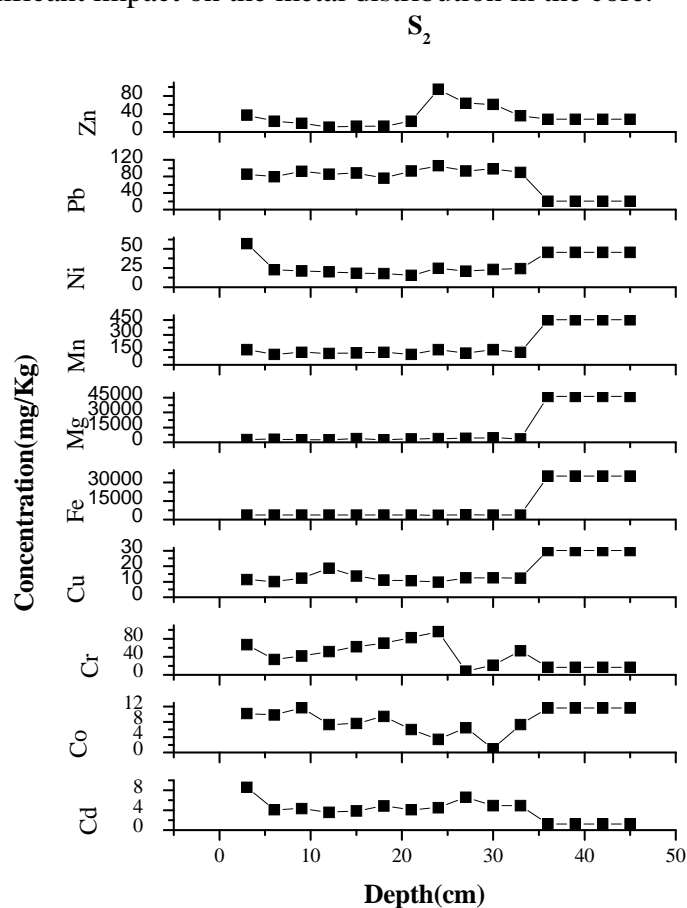 ificant impact on the metal distribution in the core.
S2
80
40
0
Zn
120
80
40
0
Pb
50
25
0
Ni
450
300
150
0
Mn
45000
30000
15000
0
Mg
30000
15000
0
Fe
30
20
10
0
Cu
80
40
0
Cr
12
8
4
0
Co
8
4
0
Cd
Concentration(mg/Kg)
0 10 20 30 40 50
Depth(cm)